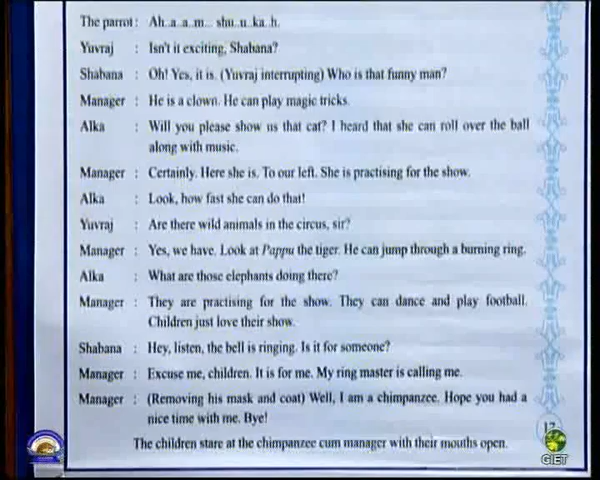 The parrot : Ah..a..a..m... shu..u..ka..h.
Yuvraj : Isn't it exciting, Shabana?
Shabana : Oh! Yes, it is. (Yuvraj interrupting) Who is that funny man?
Manager : He is a clown. He can play magic tricks.
Alka : Will you please show us that cat? I heard that she can roll over the ball
along with music.
Manager : Certainly. Here she is. To our left. She is practising for the show.
Alka : Look, how fast she can do that!
Yuvraj : Are there wild animals in the circus, sir?
Manager : Yes, we have. Look at Pappu the tiger. He can jump through a burning ring.
Alka : What are those elephants doing there?
Manager : They are practising for the show. They can dance and play football.
Children just love their show.
Shabana : Hey, listen, the bell is ringing. Is it for someone?
Manager : Excuse me, children. It is for me. My ring master is calling me.
Manager : (Removing his mask and coat) Well, I am a chimpanzee. Hope you had a
nice time with me. Bye!
The children stare at the chimpanzee cum manager with their mouths open.
GIET